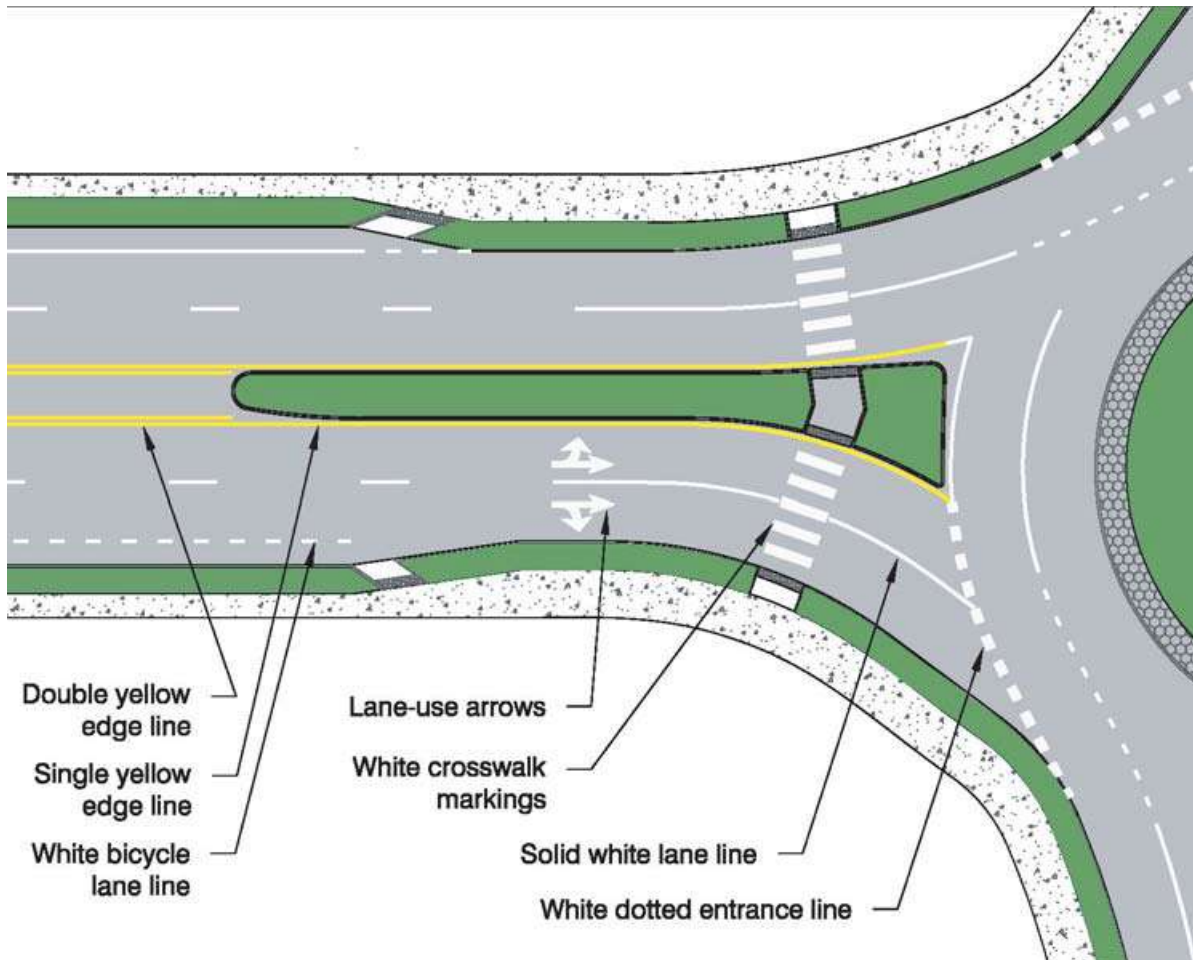 Double yellow
edge line
Single yellow
edge line
White bicycle
lane line
Lane-use arrows
White crosswalk
markings
Solid white lane line
White dotted entrance line